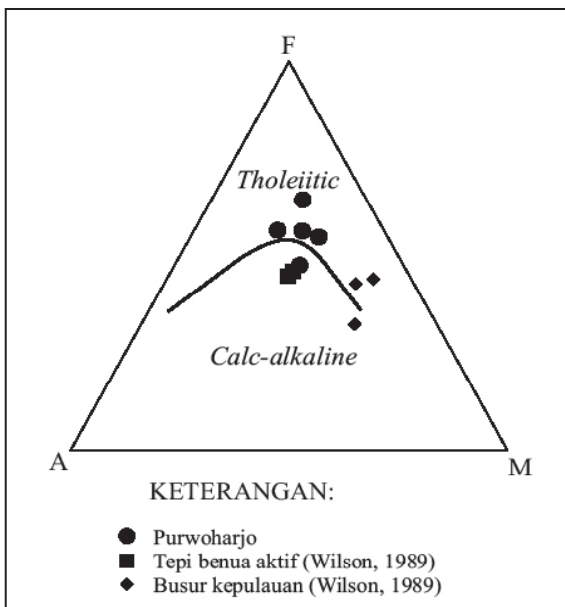 F
Tholeiitic
Calc-alkaline
A
M
KETERANGAN:
Purwoharjo
Tepi benua aktif (Wilson, 1989)
Busur kepulauan (Wilson, 1989)